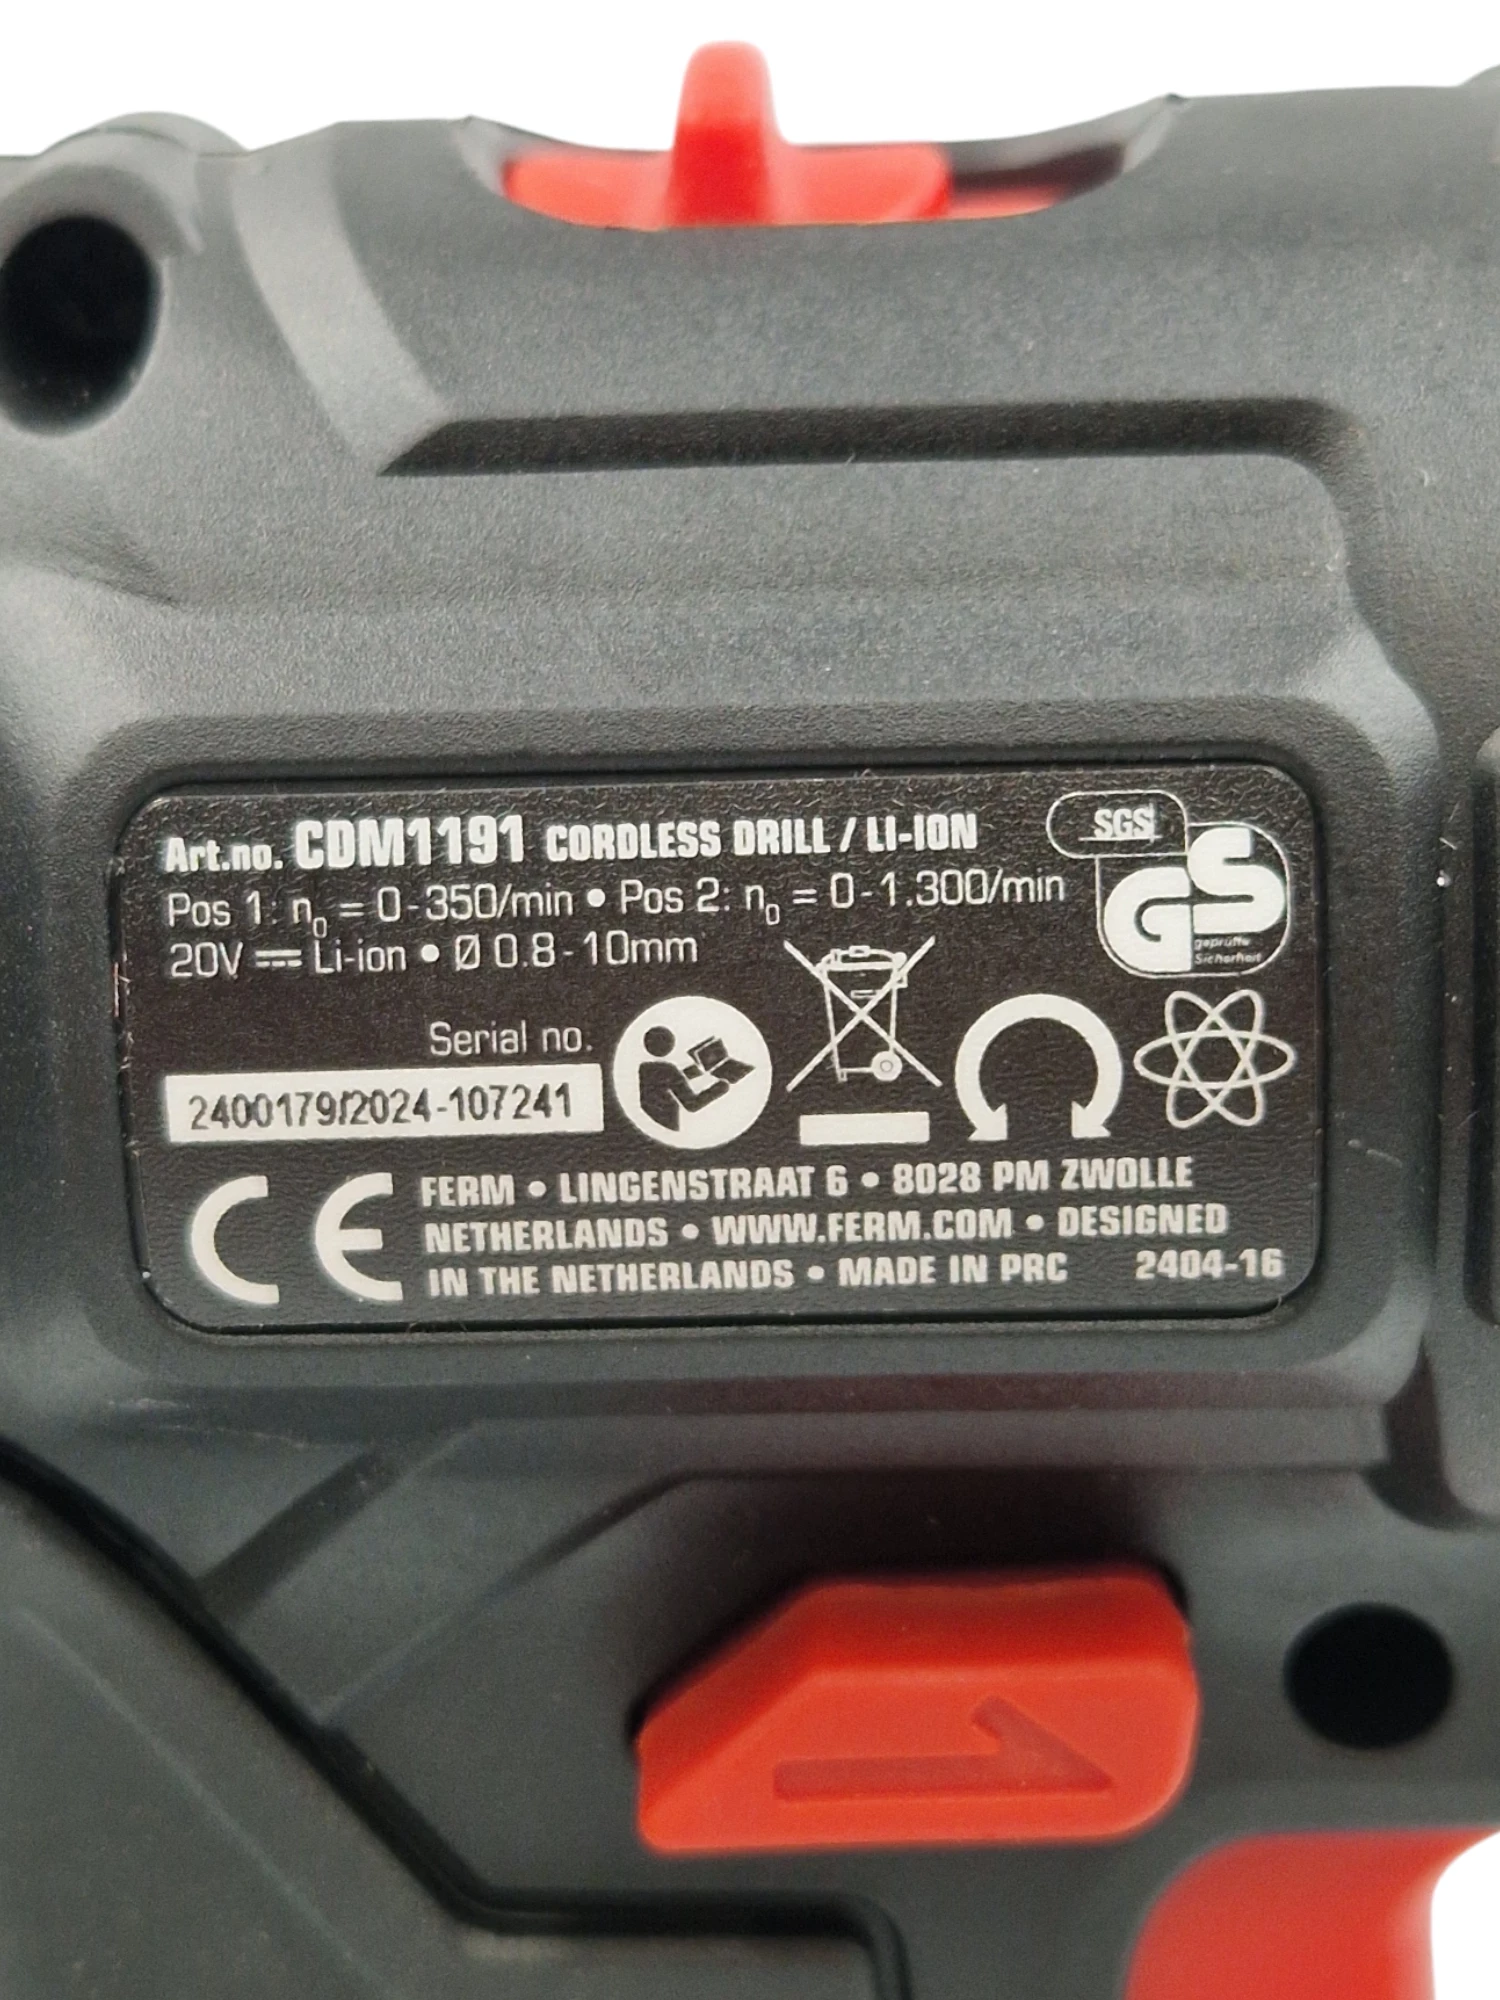 Art.no. CDM1191 CORDLESS DRILL / LI-ION
Pos 1: n₀ = 0-350/min • Pos 2: n₀ = 0-1.300/min
20V ⎓ Li-ion • Ø 0.8-10mm
SGS
GS
geprüfte
Sicherheit
Serial no.
2400179/2024-107241
CE
FERM • LINGENSTRAAT 6 • 8028 PM ZWOLLE
NETHERLANDS • WWW.FERM.COM • DESIGNED
IN THE NETHERLANDS • MADE IN PRC 2404-16